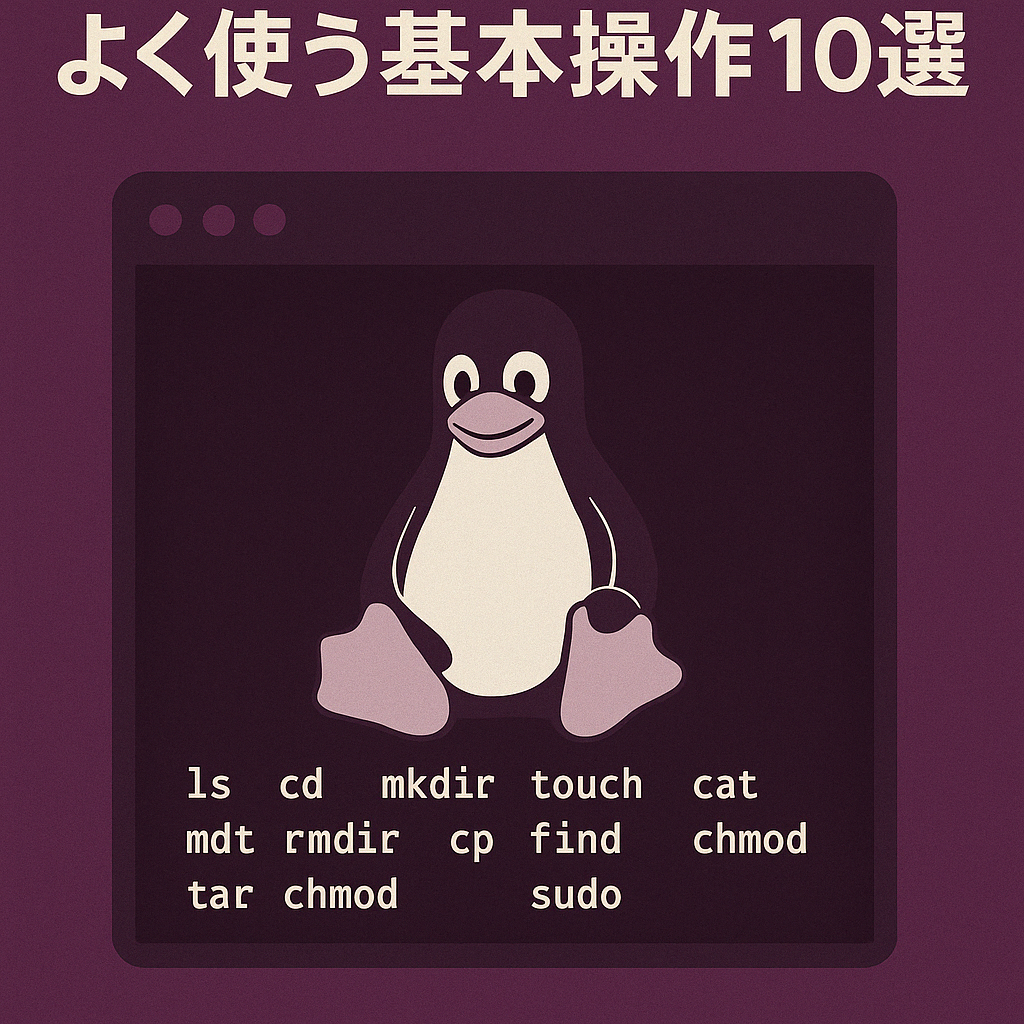 よく使う基本操作10選
ls cd mkdir touch cat
mdt rmdir cp find chmod
tar chmod sudo